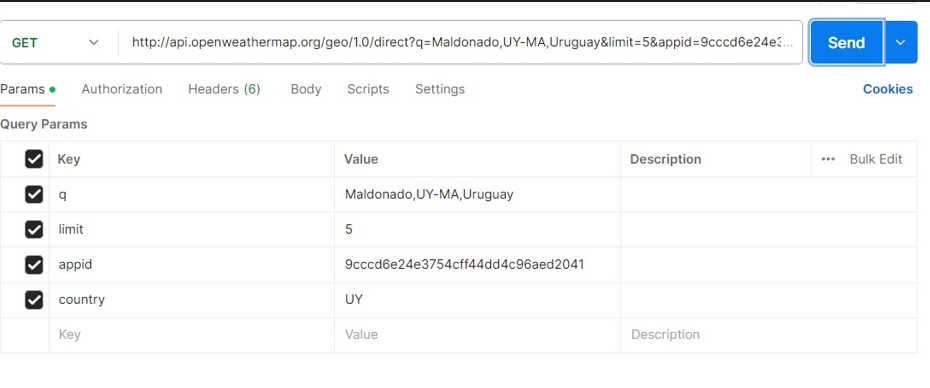 GET http://api.openweathermap.org/geo/1.0/direct?q=Maldonado,UY-MA,Uruguay&limit=5&appid=9cccd6e24e3... Send
Params Authorization Headers (6) Body Scripts Settings Cookies
Query Params
Key Value Description ••• Bulk Edit
q Maldonado,UY-MA,Uruguay
limit 5
appid 9cccd6e24e3754cff44dd4c96aed2041
country UY
Key Value Description